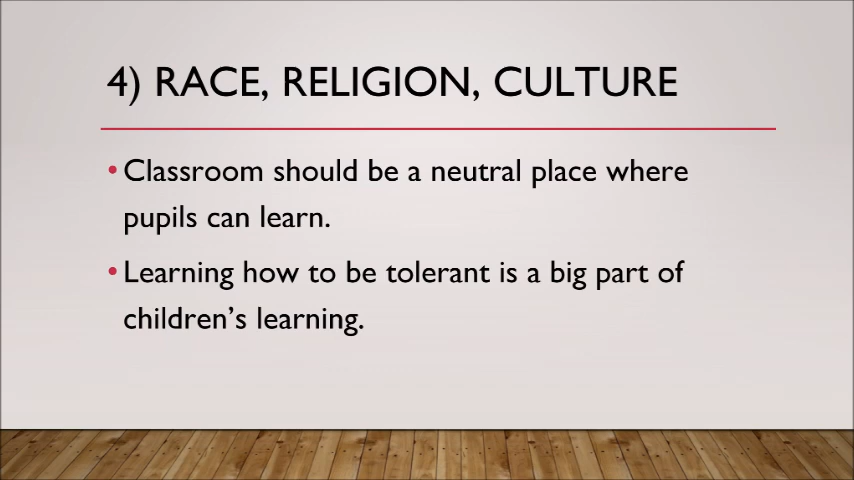 4) RACE, RELIGION, CULTURE
•Classroom should be a neutral place where
pupils can learn.
•Learning how to be tolerant is a big part of
children’s learning.